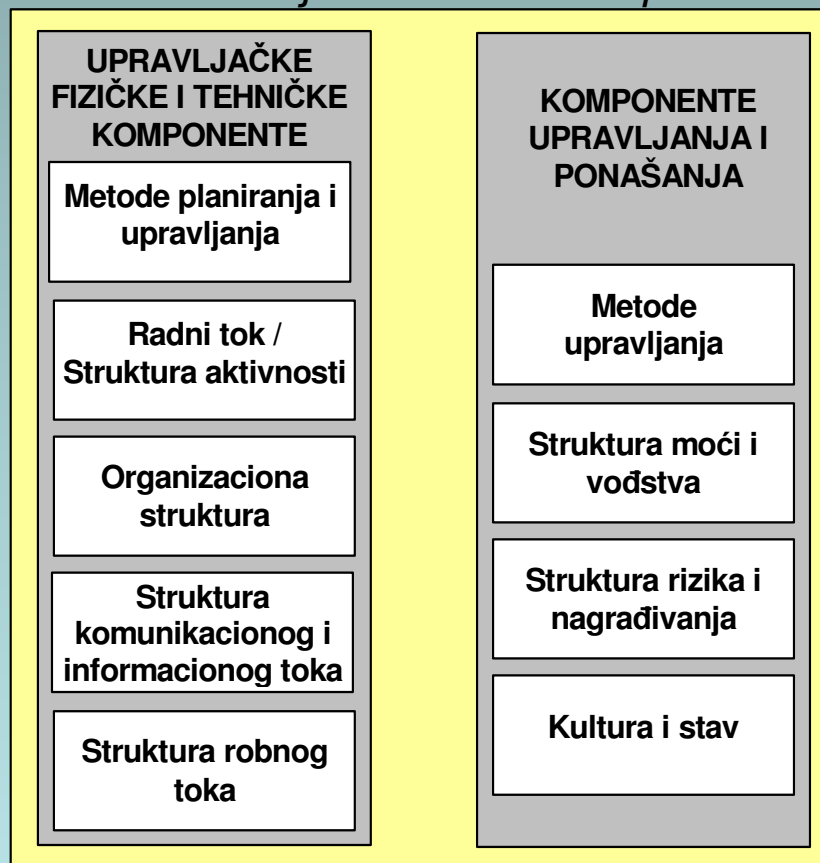 UPRAVLJAČKE
FIZIČKE I TEHNIČKE
KOMPONENTE
Metode planiranja i
upravljanja
Radni tok /
Struktura aktivnosti
Organizaciona
struktura
Struktura
komunikacionog i
informacionog toka
Struktura robnog
toka
KOMPONENTE
UPRAVLJANJA I
PONAŠANJA
Metode
upravljanja
Struktura moći i
vođstva
Struktura rizika i
nagrađivanja
Kultura i stav